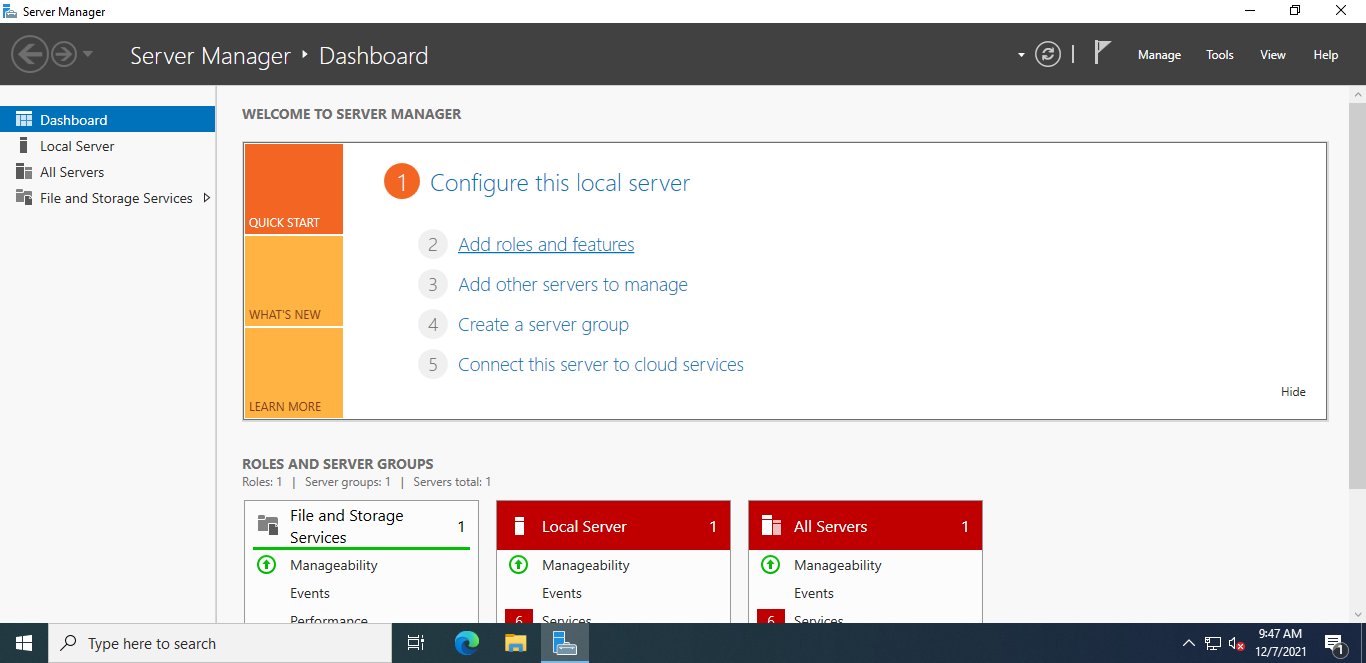 Server Manager
Server Manager ‣ Dashboard
Manage Tools View Help
Dashboard
Local Server
All Servers
File and Storage Services
WELCOME TO SERVER MANAGER
QUICK START
WHAT'S NEW
LEARN MORE
1 Configure this local server
2 Add roles and features
3 Add other servers to manage
4 Create a server group
5 Connect this server to cloud services
Hide
ROLES AND SERVER GROUPS
Roles: 1 | Server groups: 1 | Servers total: 1
File and Storage
Services 1
Manageability
Events
Performance
Local Server 1
Manageability
Events
6 Services
All Servers 1
Manageability
Events
6 Services
Type here to search
9:47 AM
12/7/2021
1